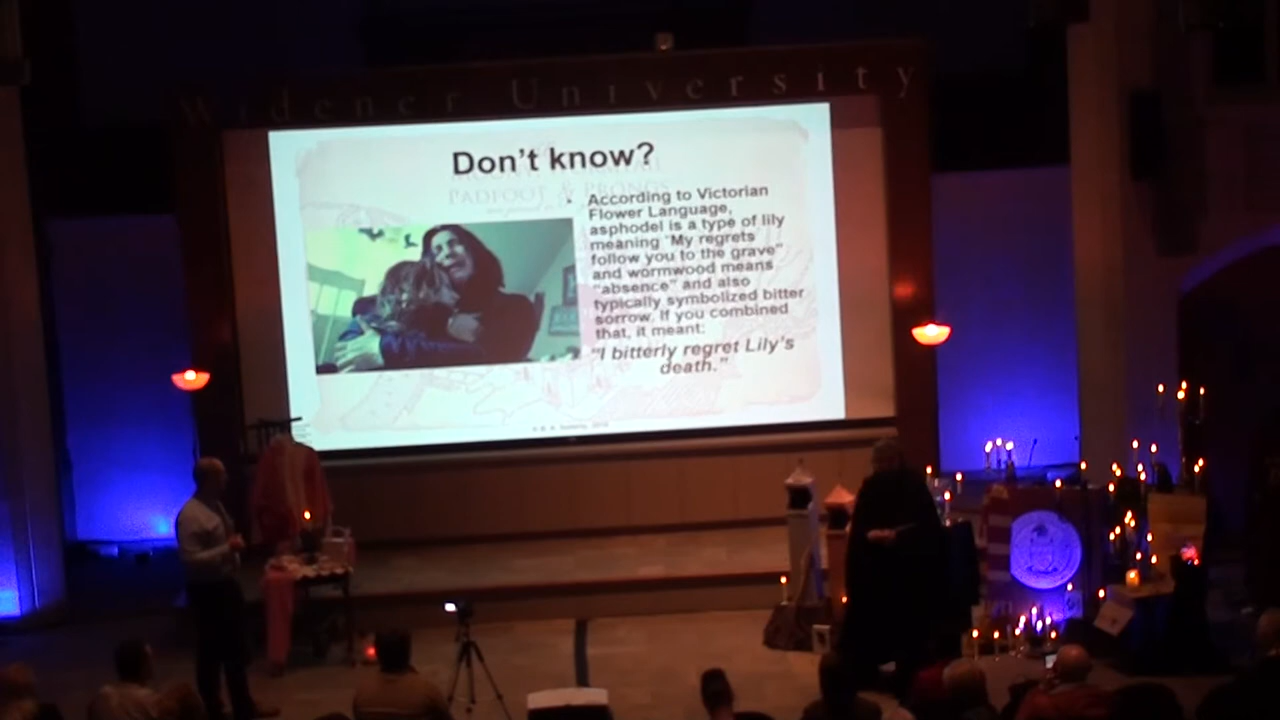 Widener University
Don't know?
PADFOOT & PRONGS
According to Victorian
Flower Language,
asphodel is a type of lily
meaning "My regrets
follow you to the grave"
and wormwood means
"absence" and also
typically symbolized bitter
sorrow. If you combined
that, it meant:
"I bitterly regret Lily's
death."